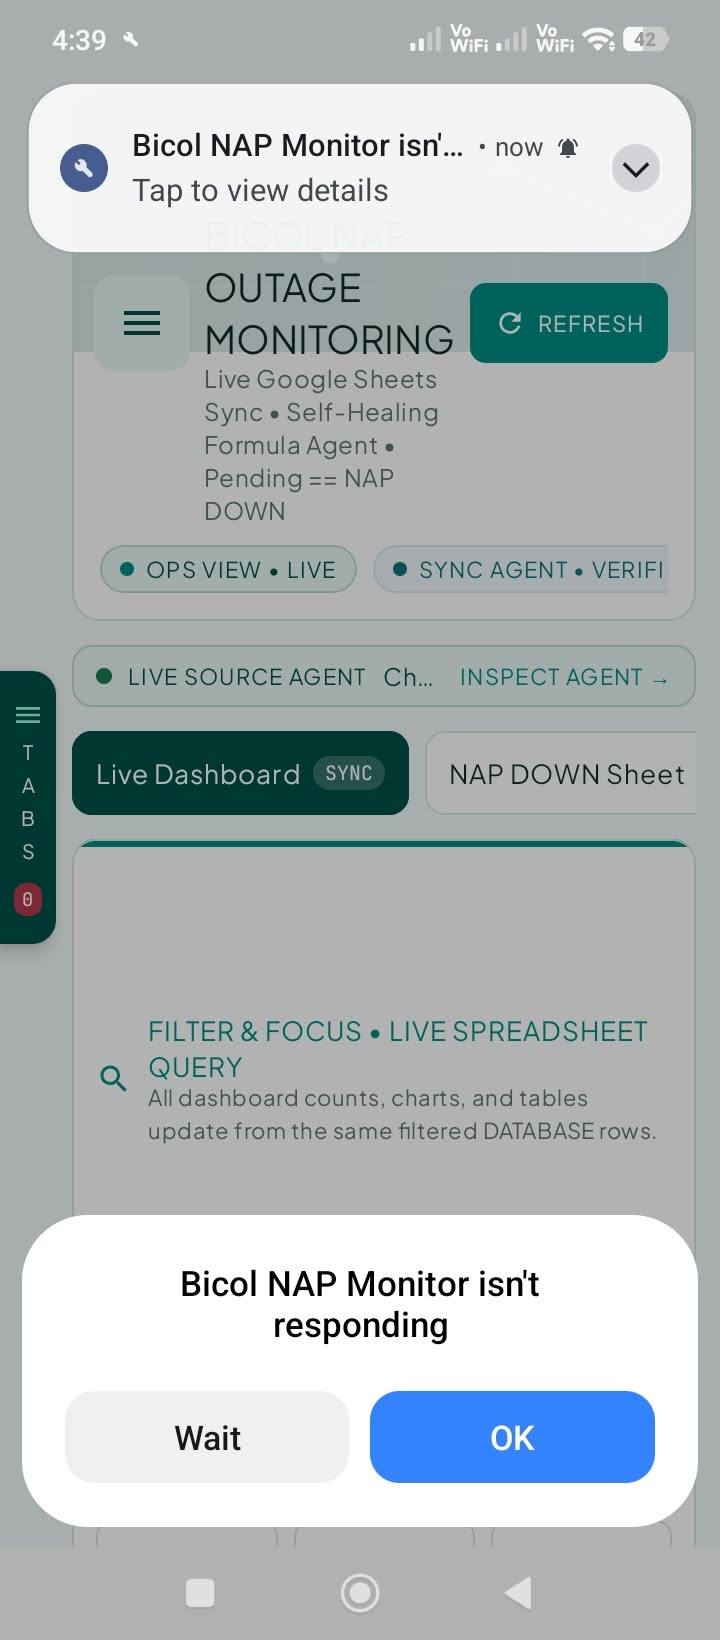 4:39
Vo WiFi
Vo WiFi
42
Bicol NAP Monitor isn'... • now
Tap to view details
BICOL NAP
OUTAGE
MONITORING
REFRESH
Live Google Sheets
Sync • Self-Healing
Formula Agent •
Pending == NAP
DOWN
OPS VIEW • LIVE
SYNC AGENT • VERIFI
LIVE SOURCE AGENT Ch... INSPECT AGENT →
T
A
B
S
0
Live Dashboard SYNC
NAP DOWN Sheet
FILTER & FOCUS • LIVE SPREADSHEET
QUERY
All dashboard counts, charts, and tables
update from the same filtered DATABASE rows.
Bicol NAP Monitor isn't
responding
Wait
OK